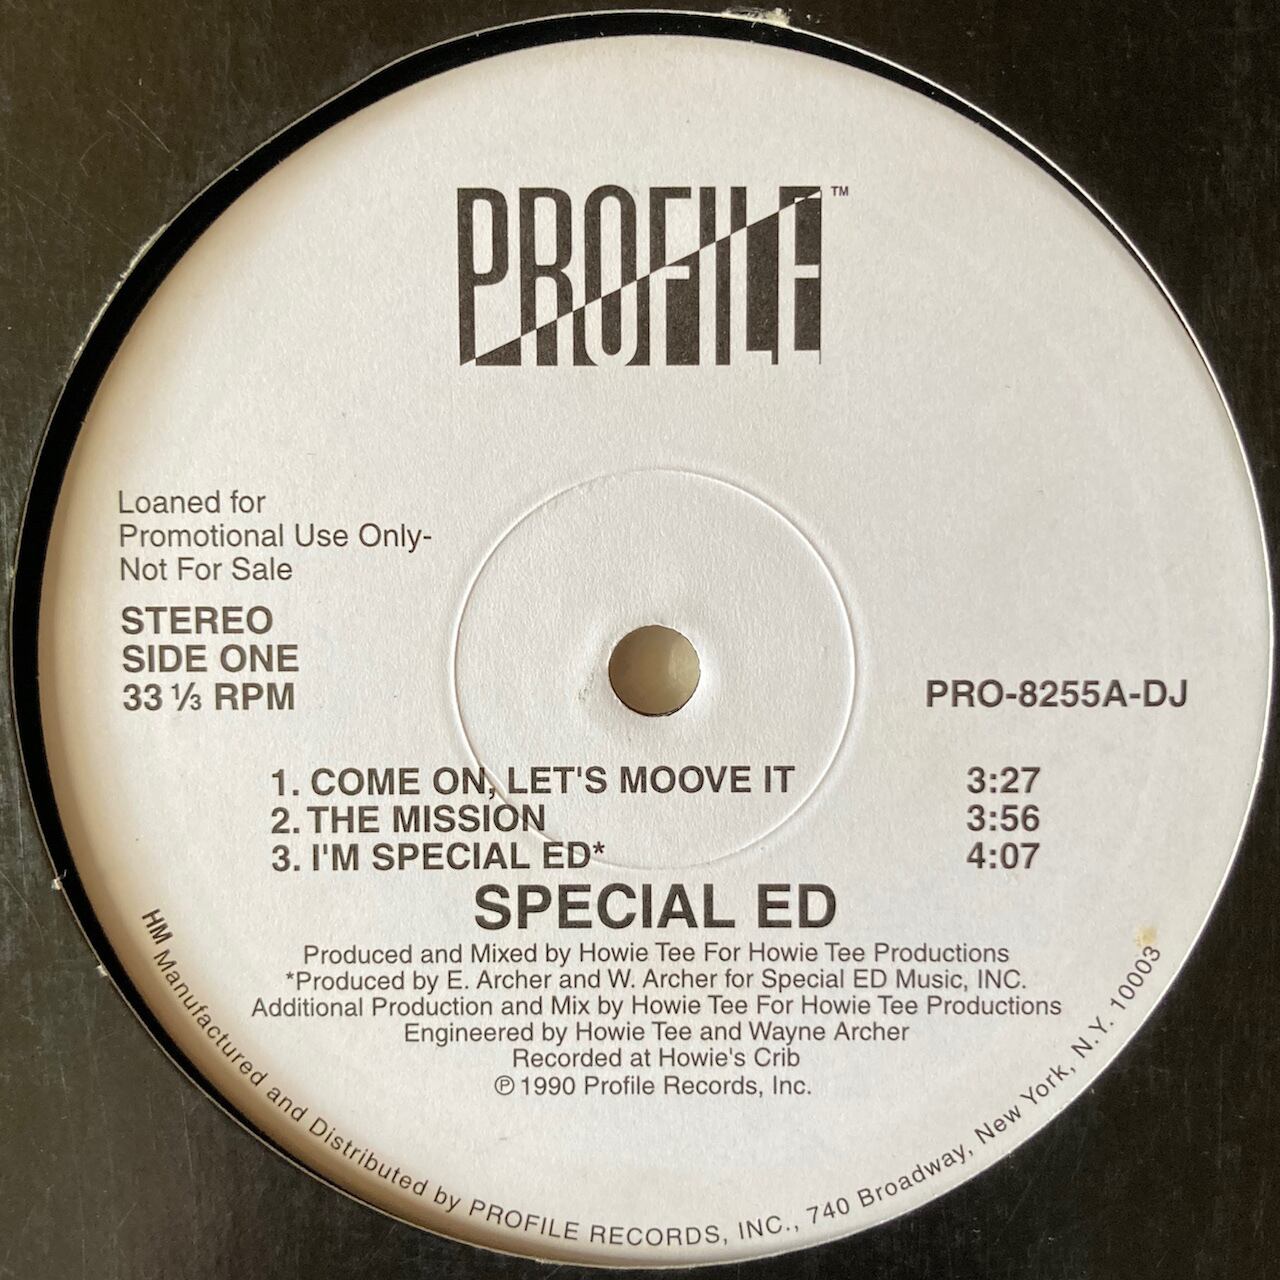 PROFILE™
Loaned for
Promotional Use Only-
Not For Sale
STEREO
SIDE ONE
33 ⅓ RPM
PRO-8255A-DJ
1. COME ON, LET'S MOOVE IT 3:27
2. THE MISSION 3:56
3. I'M SPECIAL ED* 4:07
SPECIAL ED
Produced and Mixed by Howie Tee For Howie Tee Productions
*Produced by E. Archer and W. Archer for Special ED Music, INC.
Additional Production and Mix by Howie Tee For Howie Tee Productions
Engineered by Howie Tee and Wayne Archer
Recorded at Howie's Crib
℗ 1990 Profile Records, Inc.
HM Manufactured and Distributed by PROFILE RECORDS, INC., 740 Broadway, New York, N.Y. 10003